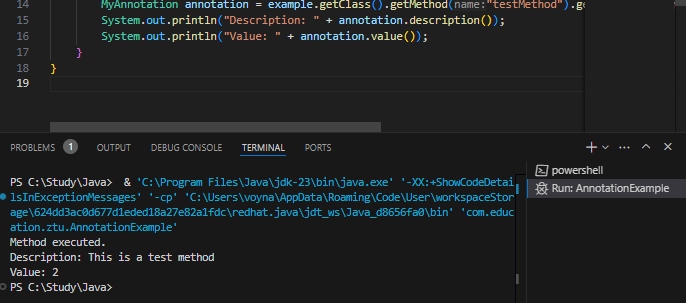 14 MyAnnotation annotation = example.getClass().getMethod(name:"testMethod").ge
15 System.out.println("Description: " + annotation.description());
16 System.out.println("Value: " + annotation.value());
17 }
18 }
19
PROBLEMS 1 OUTPUT DEBUG CONSOLE TERMINAL PORTS
powershell
Run: AnnotationExample
PS C:\Study\Java> & 'C:\Program Files\Java\jdk-23\bin\java.exe' '-XX:+ShowCodeDetai
lsInExceptionMessages' '-cp' 'C:\Users\voyna\AppData\Roaming\Code\User\workspaceStor
age\624dd3ac0d677d1eded18a27e82a1fdc\redhat.java\jdt_ws\Java_d8656fa0\bin' 'com.educ
ation.ztu.AnnotationExample'
Method executed.
Description: This is a test method
Value: 2
PS C:\Study\Java>